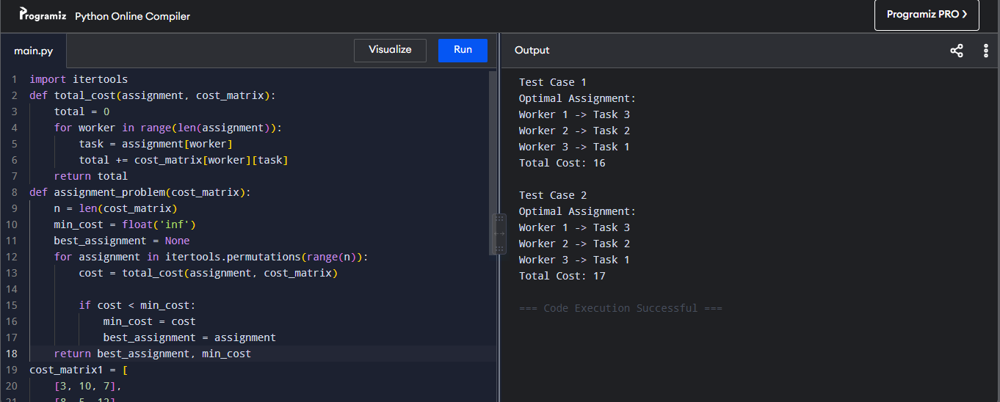 Programiz Python Online Compiler
Programiz PRO ❯
main.py
Visualize
Run
1 import itertools
2 def total_cost(assignment, cost_matrix):
3     total = 0
4     for worker in range(len(assignment)):
5         task = assignment[worker]
6         total += cost_matrix[worker][task]
7     return total
8 def assignment_problem(cost_matrix):
9     n = len(cost_matrix)
10     min_cost = float('inf')
11     best_assignment = None
12     for assignment in itertools.permutations(range(n)):
13         cost = total_cost(assignment, cost_matrix)
14
15         if cost < min_cost:
16             min_cost = cost
17             best_assignment = assignment
18     return best_assignment, min_cost
19 cost_matrix1 = [
20     [3, 10, 7],
21     [8, 5, 12]
Output
Test Case 1
Optimal Assignment:
Worker 1 -> Task 3
Worker 2 -> Task 2
Worker 3 -> Task 1
Total Cost: 16
Test Case 2
Optimal Assignment:
Worker 1 -> Task 3
Worker 2 -> Task 2
Worker 3 -> Task 1
Total Cost: 17
=== Code Execution Successful ===